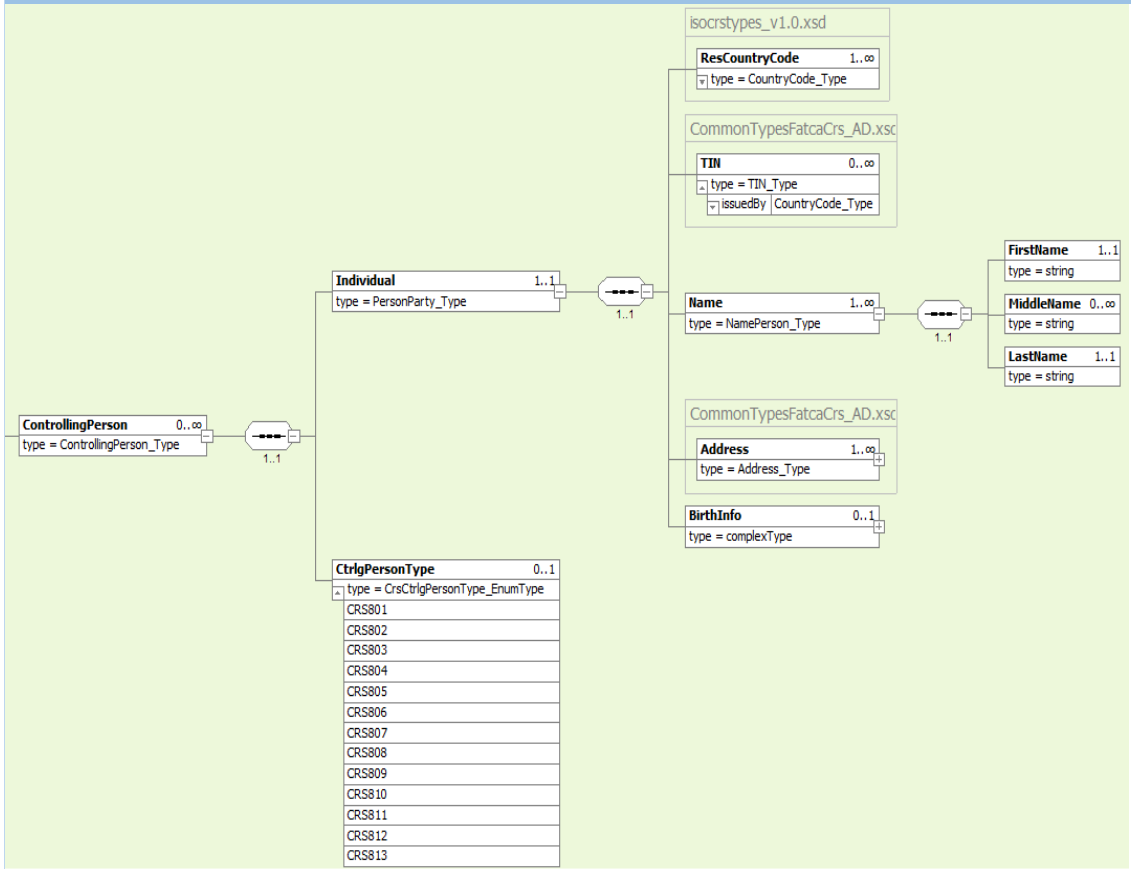 isocrstypes_v1.0.xsd
ResCountryCode 1..∞
type = CountryCode_Type
CommonTypesFatcaCrs_AD.xsd
TIN 0..∞
type = TIN_Type
issuedBy CountryCode_Type
Individual 1..1
type = PersonParty_Type
1..1
Name 1..∞
type = NamePerson_Type
1..1
FirstName 1..1
type = string
MiddleName 0..∞
type = string
LastName 1..1
type = string
ControllingPerson 0..∞
type = ControllingPerson_Type
1..1
CommonTypesFatcaCrs_AD.xsd
Address 1..∞
type = Address_Type
BirthInfo 0..1
type = complexType
CtrlgPersonType 0..1
type = CrsCtrlgPersonType_EnumType
CRS801
CRS802
CRS803
CRS804
CRS805
CRS806
CRS807
CRS808
CRS809
CRS810
CRS811
CRS812
CRS813